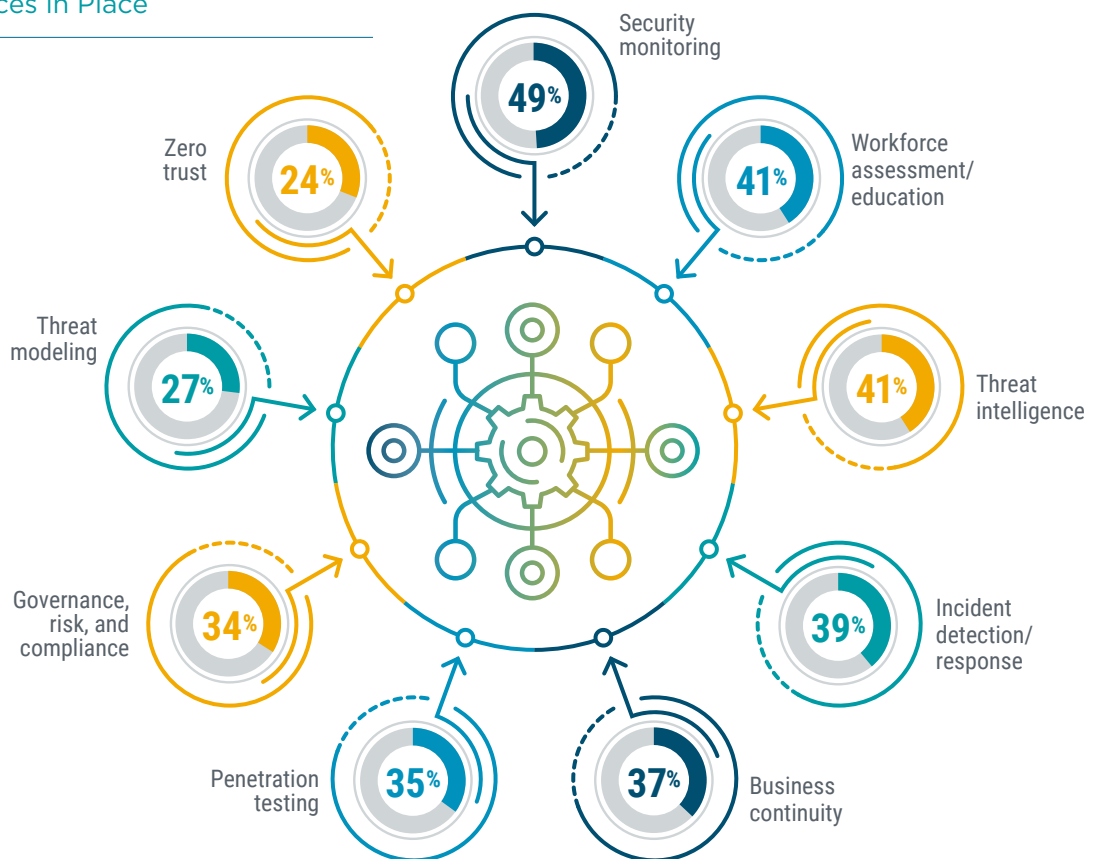 in Place
Security
monitoring
49%
Workforce
assessment/
education
41%
Threat
intelligence
41%
Incident
detection/
response
39%
Business
continuity
37%
Penetration
testing
35%
Governance,
risk, and
compliance
34%
Threat
modeling
27%
Zero
trust
24%